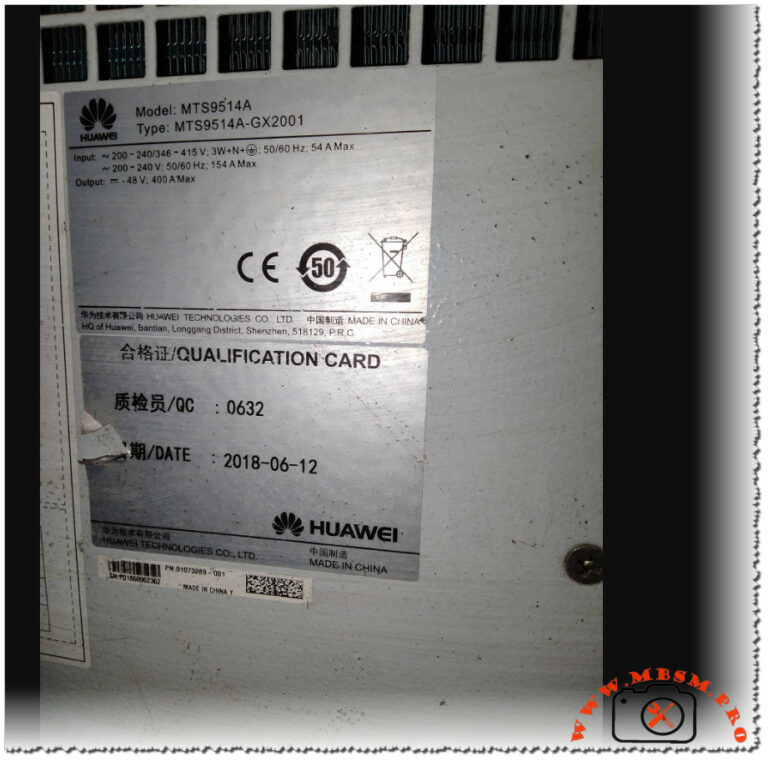 HUAWEI
Model: MTS9514A
Type: MTS9514A-GX2001
Input: ~ 200-240/346-415V; 3W+N+⏚; 50/60 Hz; 54 A Max
~ 200-240 V; 50/60 Hz; 154 A Max
Output: ⎓ -48 V; 400 A Max
CE 50
华为技术有限公司 HUAWEI TECHNOLOGIES CO., LTD. 中国制造 MADE IN CHINA
HQ of Huawei, Bantian, Longgang District, Shenzhen, 518129, P.R.C
合格证/QUALIFICATION CARD
质检员/QC : 0632
期/DATE : 2018-06-12
HUAWEI
华为技术有限公司
HUAWEI TECHNOLOGIES CO., LTD.
中国制造
MADE IN CHINA
PN:01073289-001
MADE IN CHINA Y
WWW.MBSM.PRO